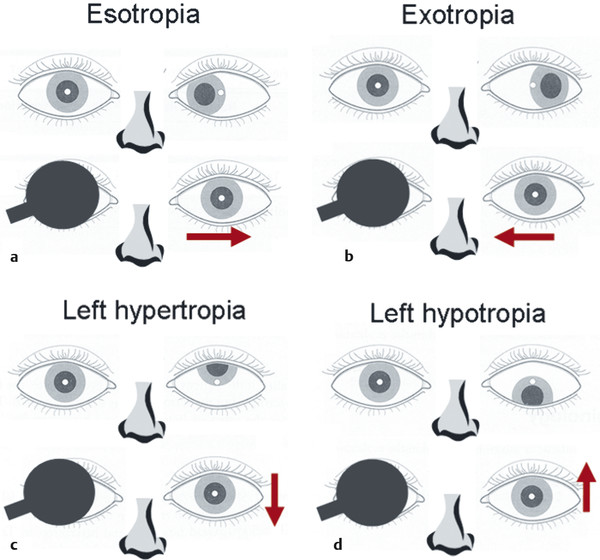 Esotropia
Exotropia
a
b
Left hypertropia
Left hypotropia
c
d